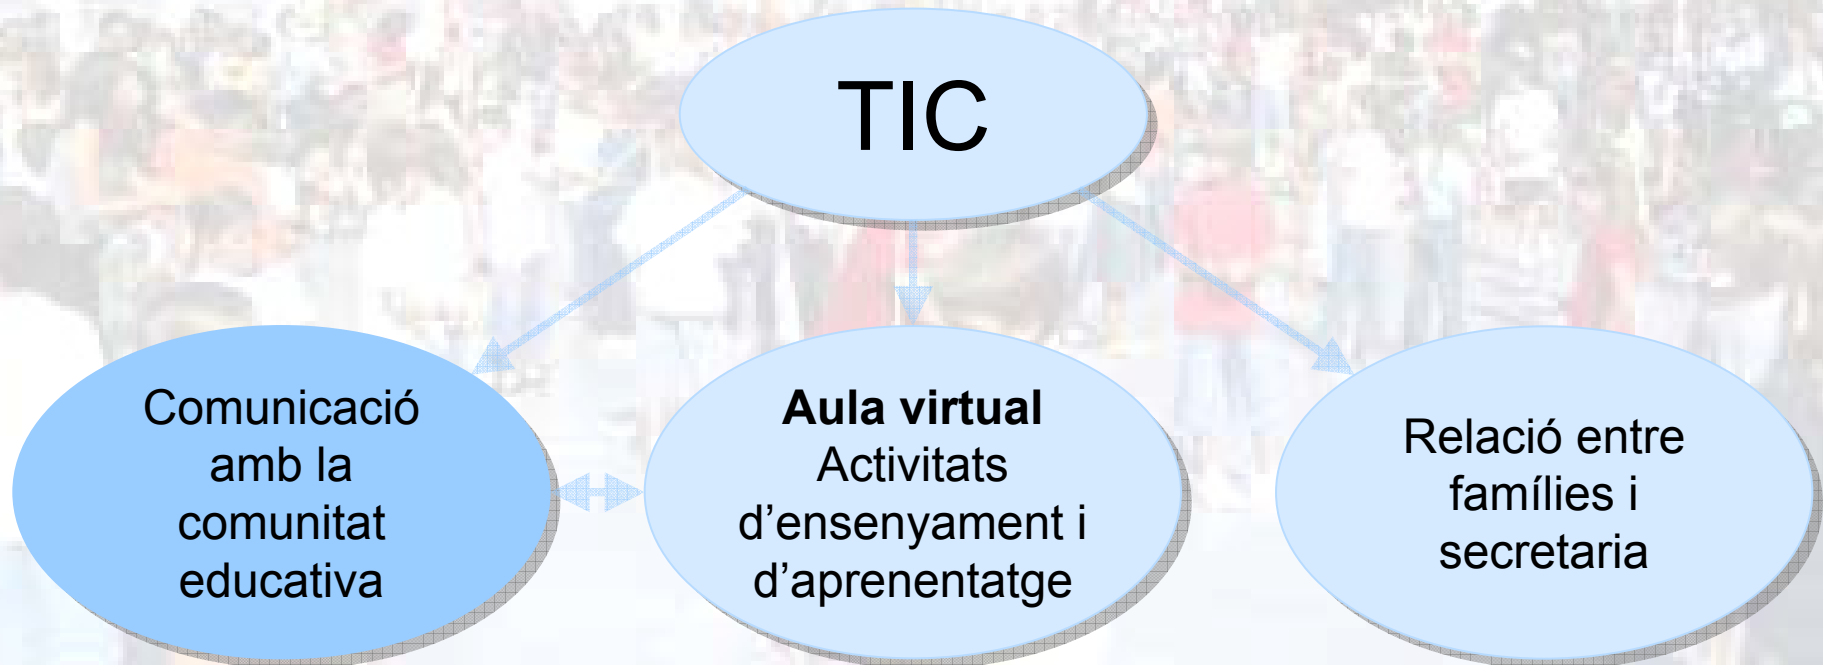 TIC
Comunicació
amb la
comunitat
educativa
Aula virtual
Activitats
d’ensenyament i
d’aprenentatge
Relació entre
famílies i
secretaria